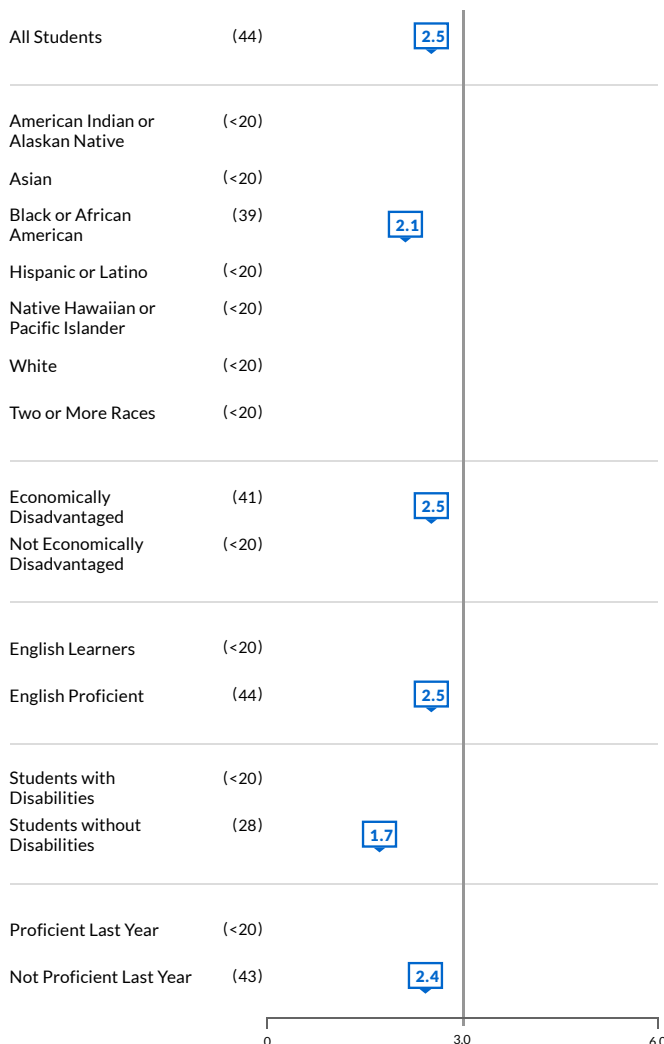 All Students (44) 2.5
American Indian or (<20)
Alaskan Native
Asian (<20)
Black or African (39) 2.1
American
Hispanic or Latino (<20)
Native Hawaiian or (<20)
Pacific Islander
White (<20)
Two or More Races (<20)
Economically (41) 2.5
Disadvantaged
Not Economically (<20)
Disadvantaged
English Learners (<20)
English Proficient (44) 2.5
Students with (<20)
Disabilities
Students without (28) 1.7
Disabilities
Proficient Last Year (<20)
Not Proficient Last Year (43) 2.4
0 3.0 6.0